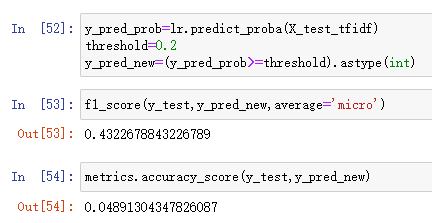 In [52]: y_pred_prob=lr.predict_proba(X_test_tfidf)
threshold=0.2
y_pred_new=(y_pred_prob>=threshold).astype(int)
In [53]: f1_score(y_test,y_pred_new,average='micro')
Out[53]: 0.4322678843226789
In [54]: metrics.accuracy_score(y_test,y_pred_new)
Out[54]: 0.04891304347826087